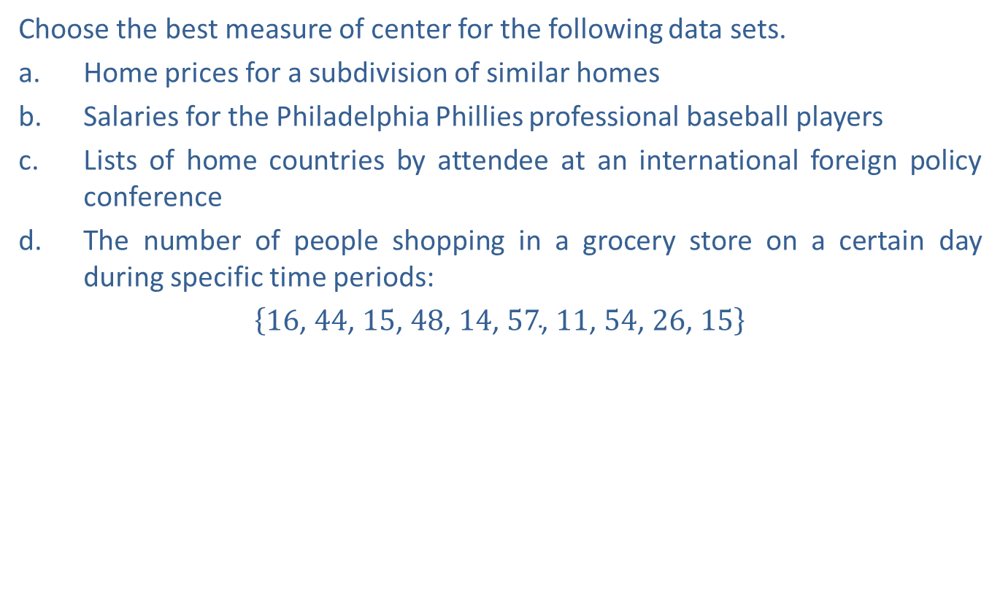 Choose the best measure of center for the following data sets.
a. Home prices for a subdivision of similar homes
b. Salaries for the Philadelphia Phillies professional baseball players
c. Lists of home countries by attendee at an international foreign policy
conference
d. The number of people shopping in a grocery store on a certain day
during specific time periods:
{16, 44, 15, 48, 14, 57., 11, 54, 26, 15}